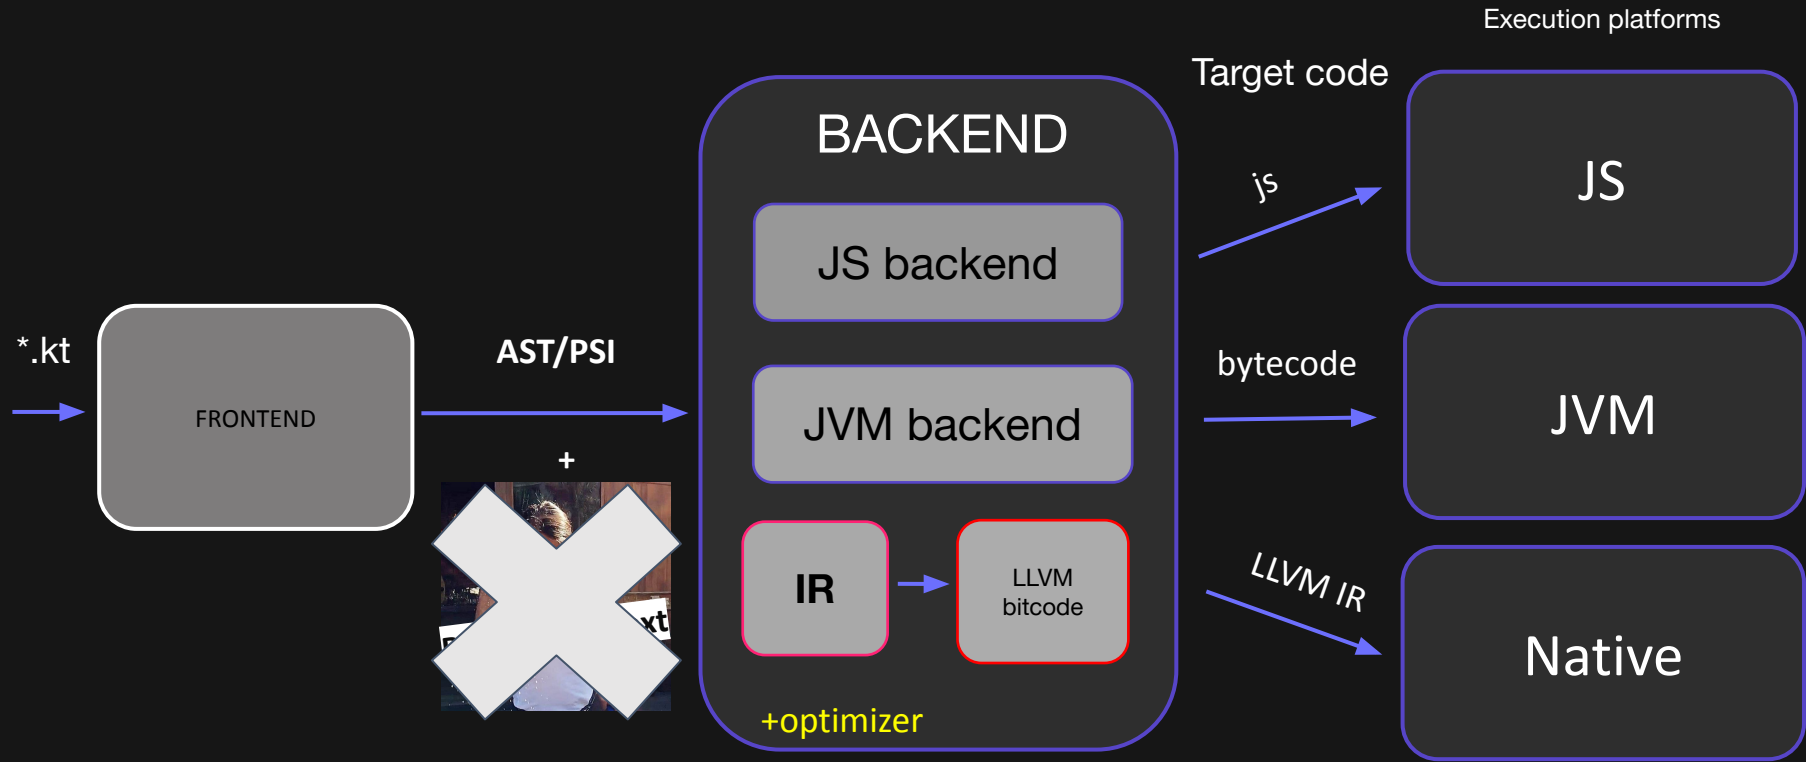 Execution platforms
Target code
BACKEND
JS
js
JS backend
*.kt
AST/PSI
bytecode
FRONTEND
JVM backend
JVM
+
IR
LLVM
bitcode
LLVM IR
xt
Native
+optimizer